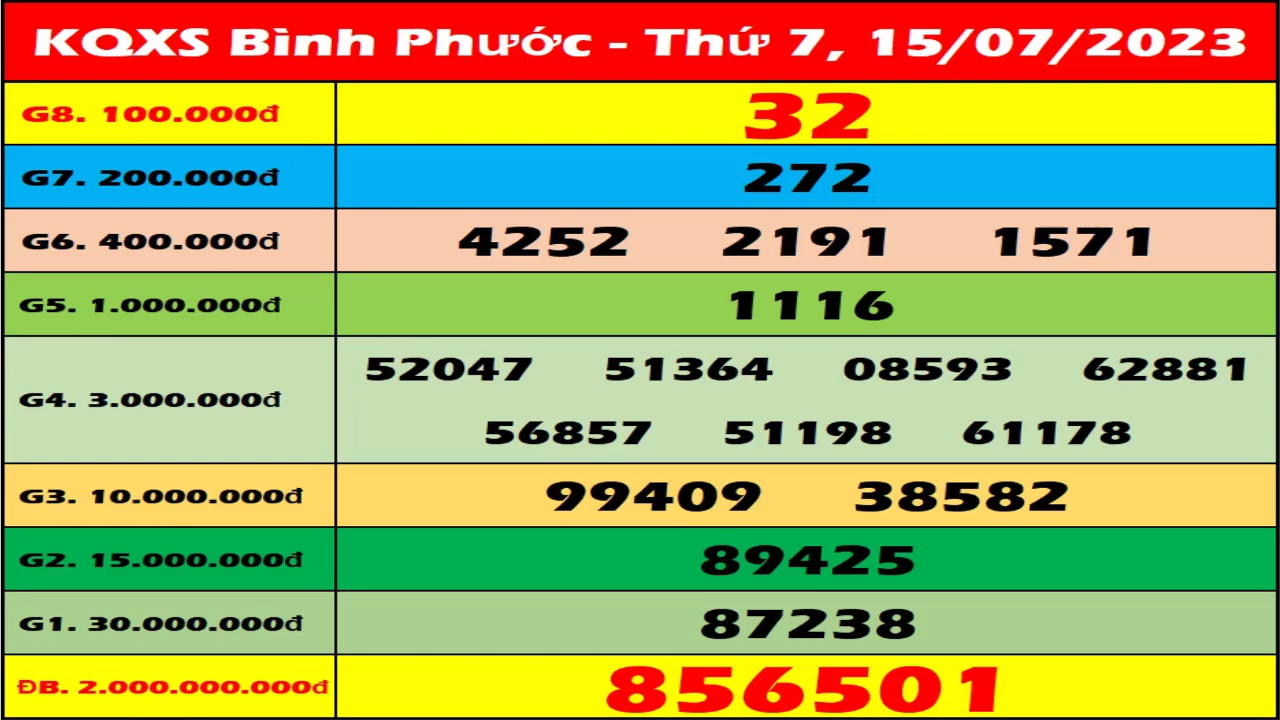 KQXS Bình Phước - Thứ 7, 15/07/2023
G8. 100.000đ 32
G7. 200.000đ 272
G6. 400.000đ 4252 2191 1571
G5. 1.000.000đ 1116
G4. 3.000.000đ 52047 51364 08593 62881
56857 51198 61178
G3. 10.000.000đ 99409 38582
G2. 15.000.000đ 89425
G1. 30.000.000đ 87238
ĐB. 2.000.000.000đ 856501